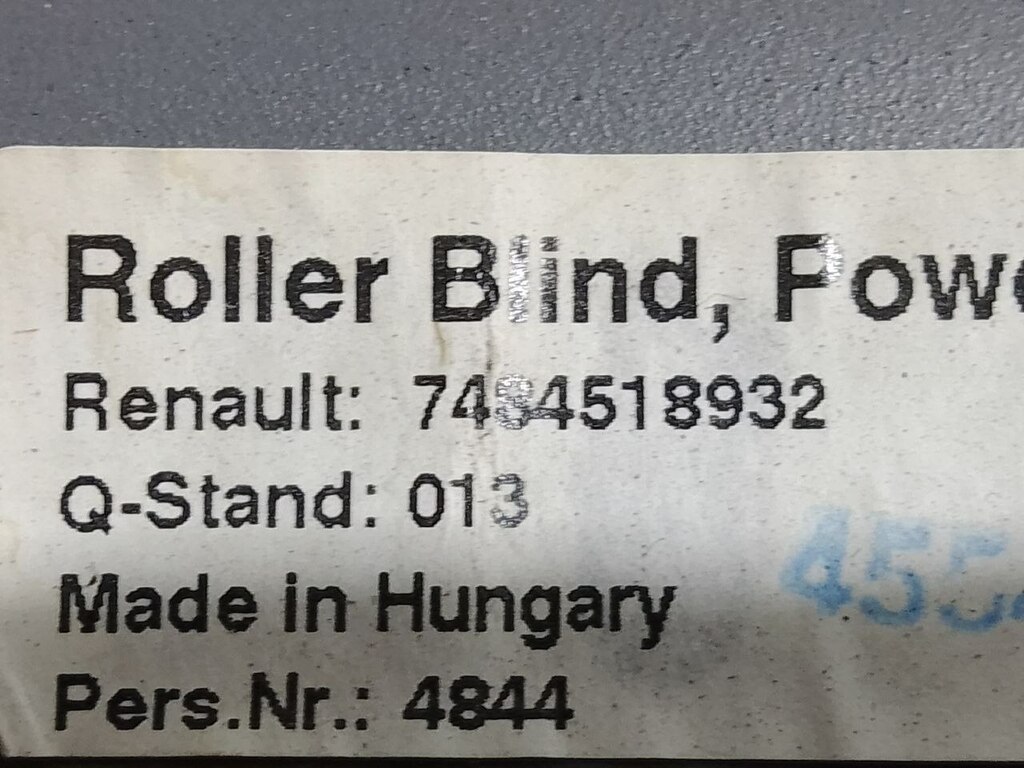 Roller Blind, Powe
Renault: 7484518932
Q-Stand: 013
Made in Hungary
Pers.Nr.: 4844